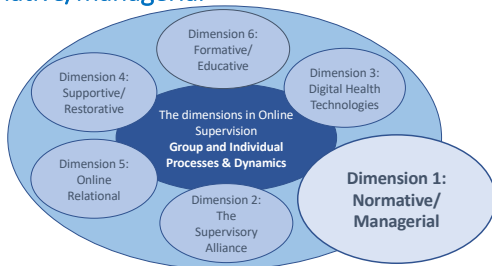 Dimension 6:
Formative/
Educative
Dimension 4:
Supportive/
Restorative
Dimension 3:
Digital Health
Technologies
The dimensions in Online
Supervision
Group and Individual
Processes & Dynamics
Dimension 5:
Online
Relational
Dimension 2:
The
Supervisory
Alliance
Dimension 1:
Normative/
Managerial